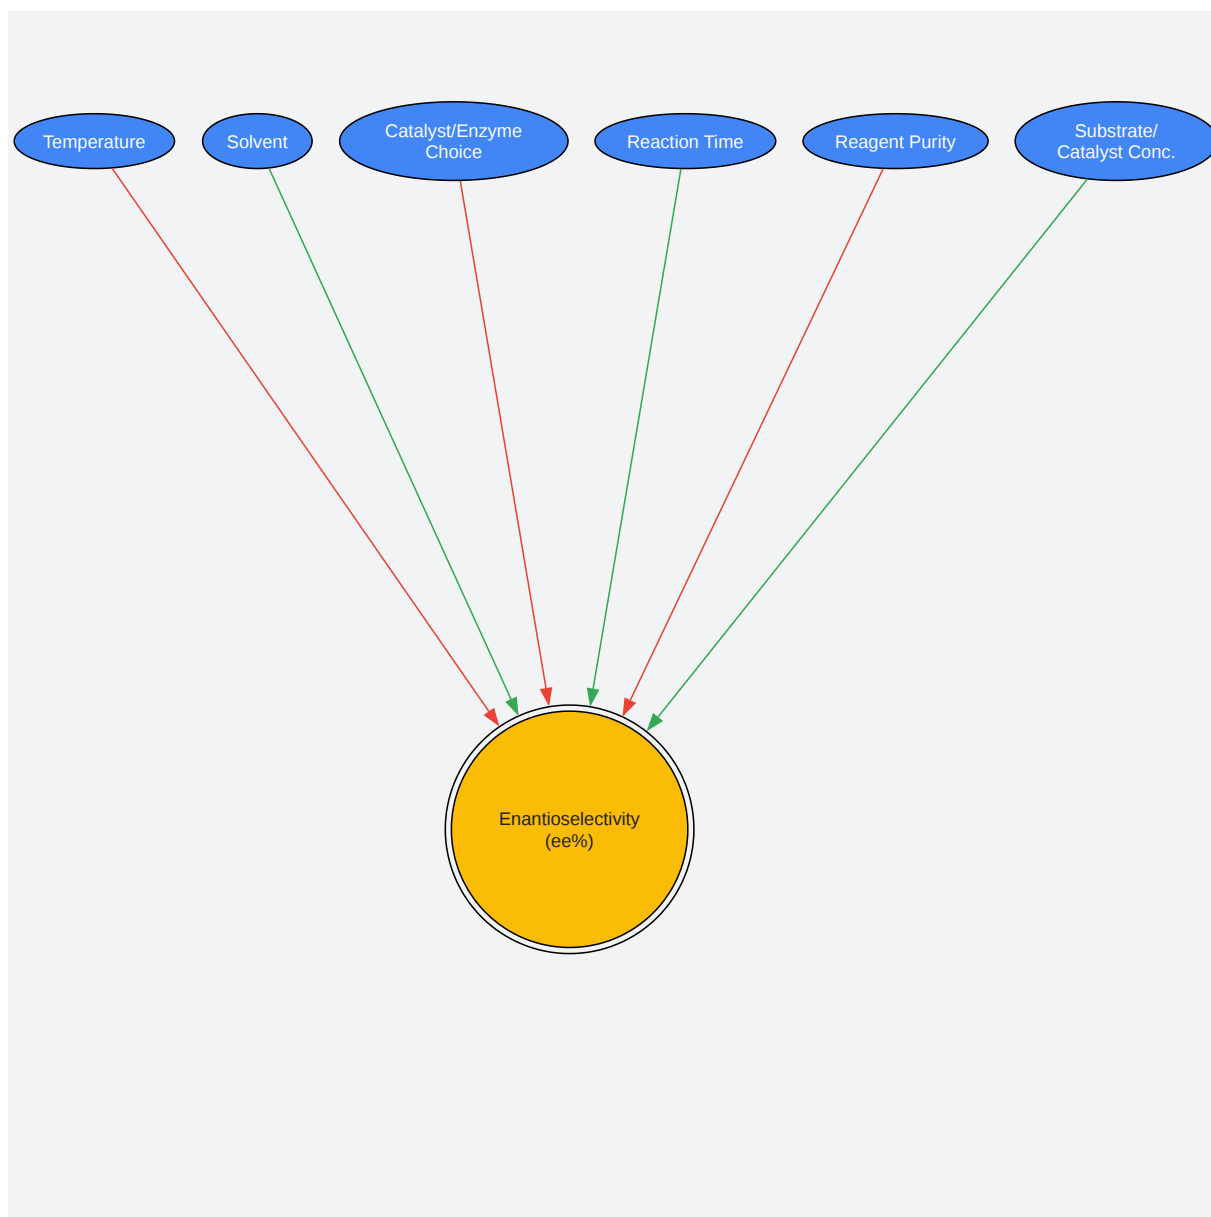 Temperature
Solvent
Catalyst/Enzyme
Choice
Reaction Time
Reagent Purity
Substrate/
Catalyst Conc.
Enantioselectivity
(ee%)